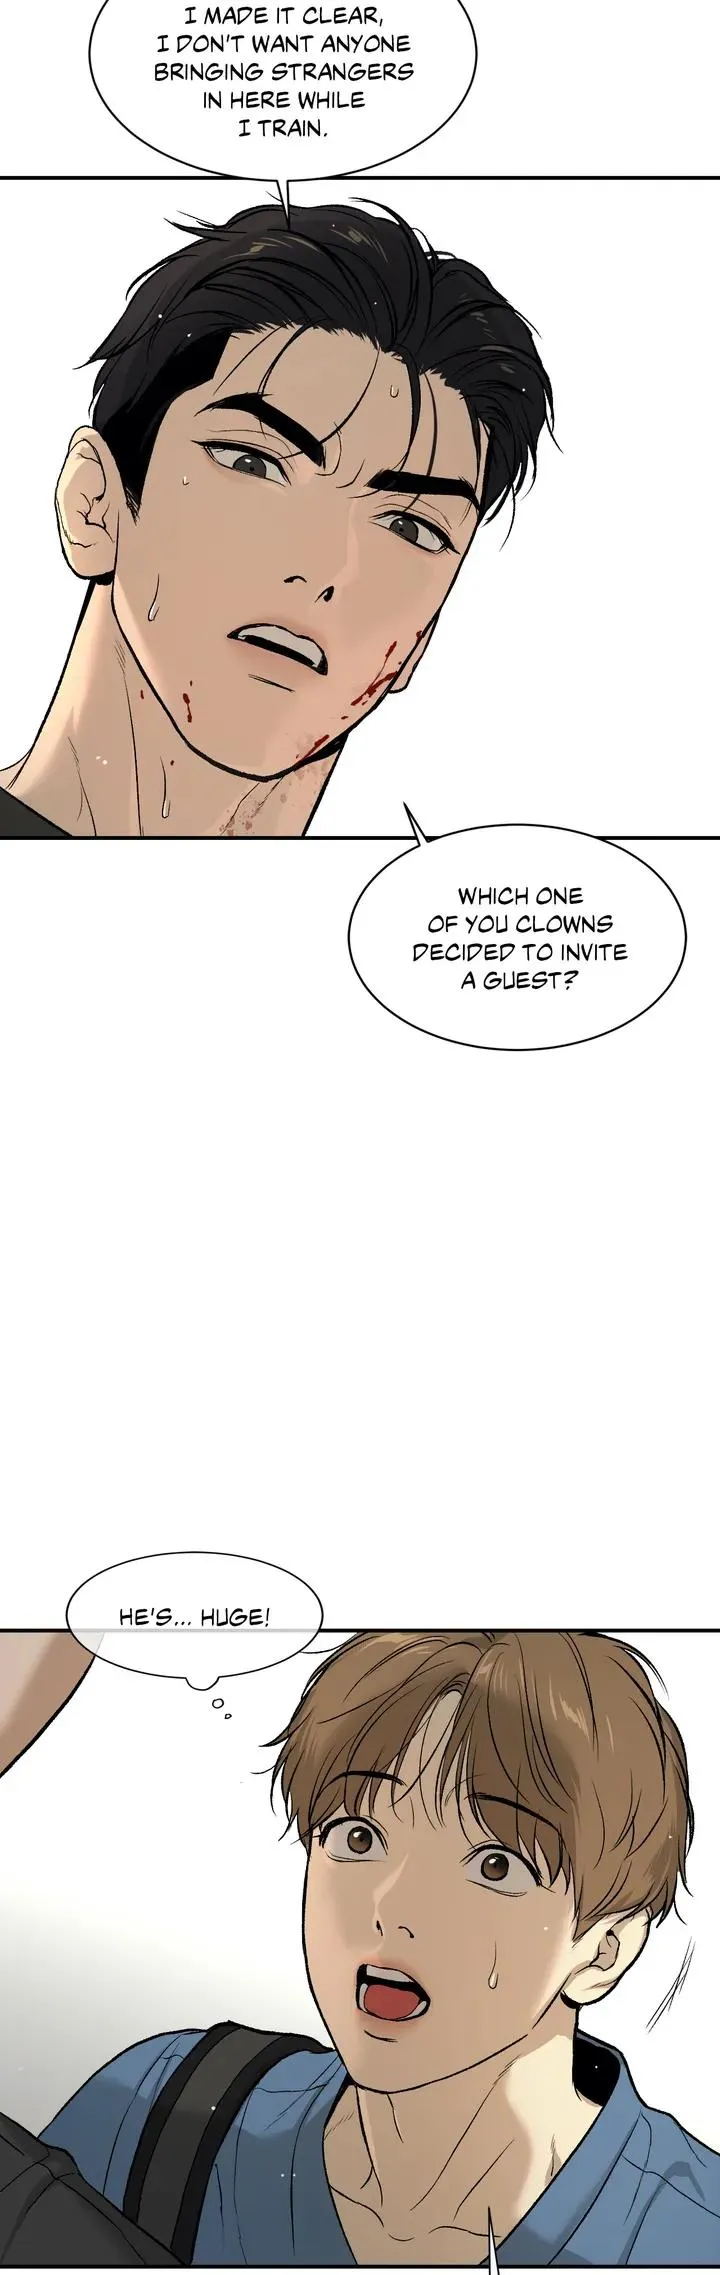 I MADE IT CLEAR,
I DON'T WANT ANYONE
BRINGING STRANGERS
IN HERE WHILE
I TRAIN.
WHICH ONE
OF YOU CLOWNS
DECIDED TO INVITE
A GUEST?
HE'S... HUGE!